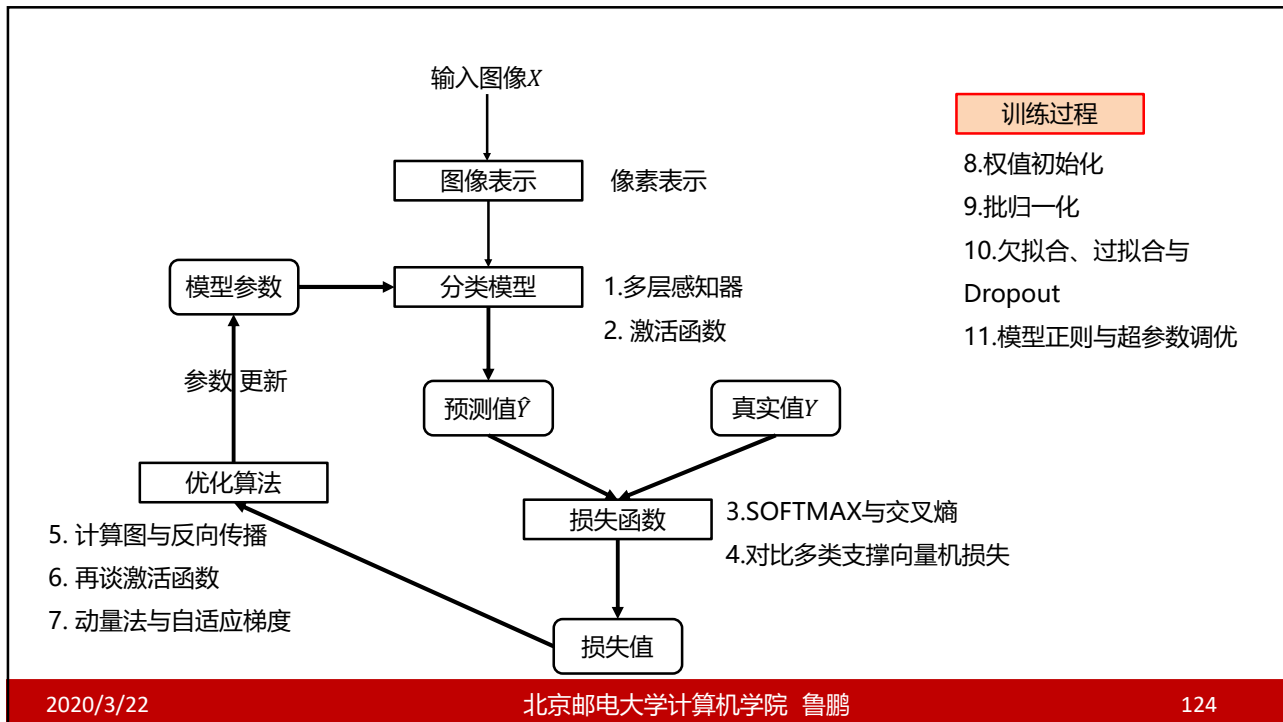 输入图像X
图像表示
像素表示
模型参数
分类模型
1.多层感知器
2. 激活函数
参数 更新
预测值Ŷ
真实值Y
优化算法
损失函数
3.SOFTMAX与交叉熵
4.对比多类支撑向量机损失
5. 计算图与反向传播
6. 再谈激活函数
7. 动量法与自适应梯度
损失值
训练过程
8.权值初始化
9.批归一化
10.欠拟合、过拟合与
Dropout
11.模型正则与超参数调优
2020/3/22
北京邮电大学计算机学院 鲁鹏
124